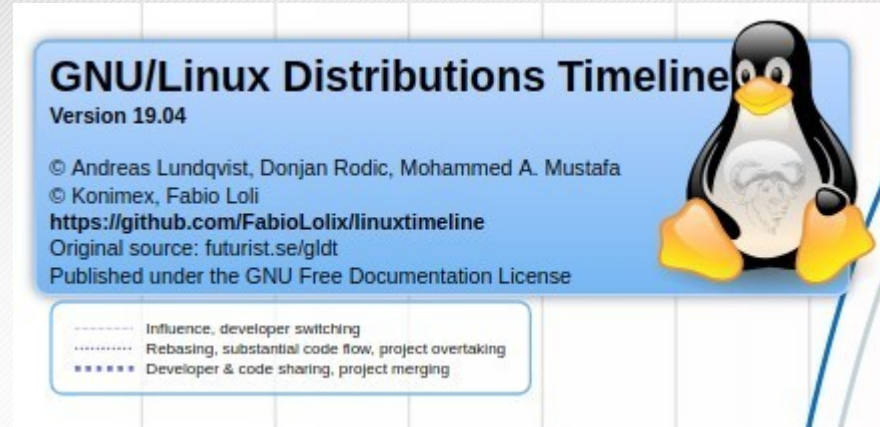 GNU/Linux Distributions Timeline
Version 19.04
© Andreas Lundqvist, Donjan Rodic, Mohammed A. Mustafa
© Konimex, Fabio Loli
https://github.com/FabioLolix/linuxtimeline
Original source: futurist.se/gldt
Published under the GNU Free Documentation License
Influence, developer switching
Rebasing, substantial code flow, project overtaking
Developer & code sharing, project merging